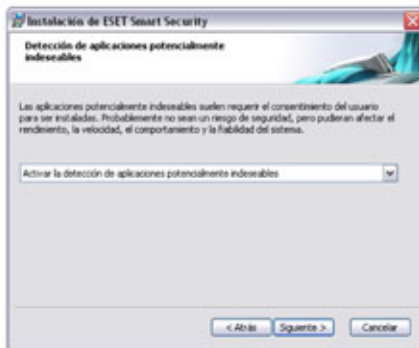 Instalación de ESET Smart Security
Detección de aplicaciones potencialmente
indeseables
Las aplicaciones potencialmente indeseables suelen requerir el consentimiento del usuario
para ser instaladas. Probablemente no sean un riesgo de seguridad, pero pudieran afectar el
rendimiento, la velocidad, el comportamiento y la fiabilidad del sistema.
Activar la detección de aplicaciones potencialmente indeseables
< Atrás Siguiente > Cancelar